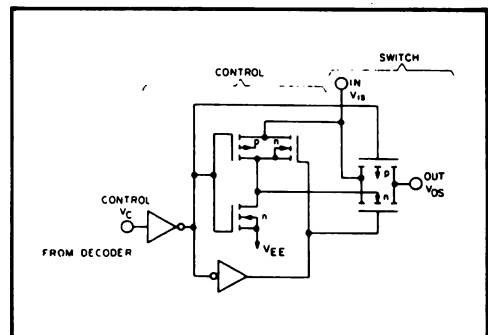 SWITCH
CONTROL
IN
Vis
p
n
p
n
OUT
VOS
n
CONTROL
VC
VEE
FROM DECODER